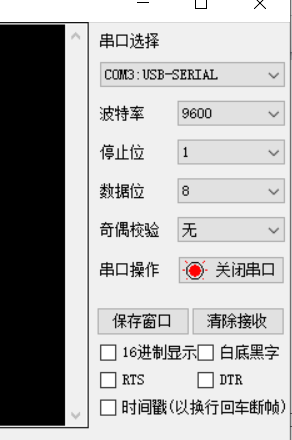 串口选择
COM3:USB-SERIAL
波特率 9600
停止位 1
数据位 8
奇偶校验 无
串口操作 关闭串口
保存窗口 清除接收
16进制显示 白底黑字
RTS DTR
时间戳(以换行回车断帧)